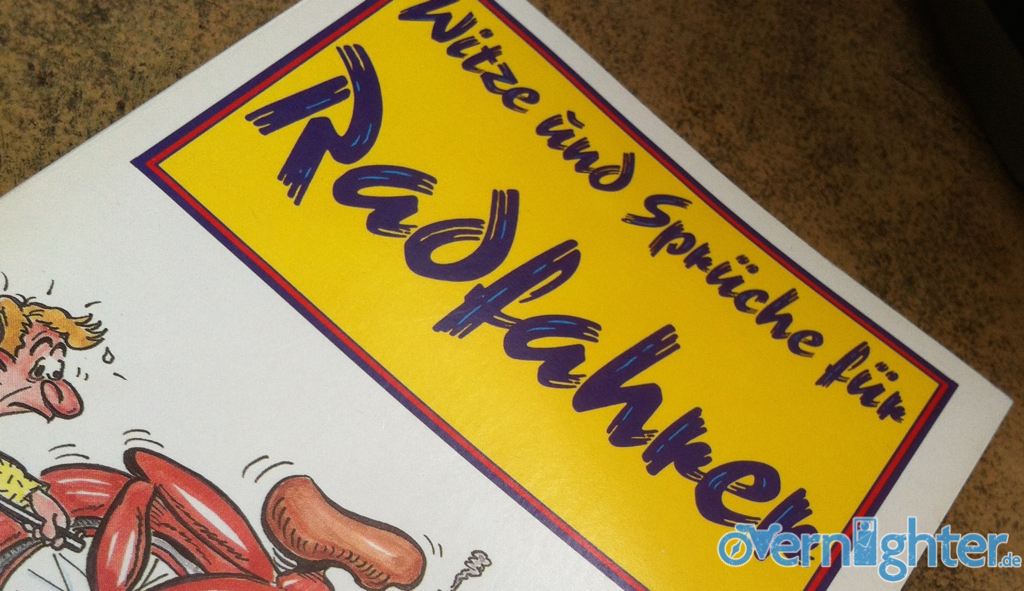 Witze und Sprüche für
Radfahrer
overnighter.de